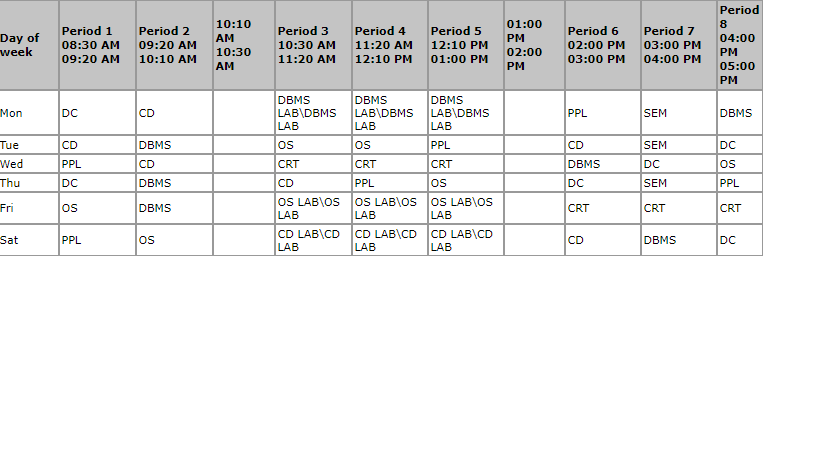 Day of week | Period 1 08:30 AM 09:20 AM | Period 2 09:20 AM 10:10 AM | 10:10 AM 10:30 AM | Period 3 10:30 AM 11:20 AM | Period 4 11:20 AM 12:10 PM | Period 5 12:10 PM 01:00 PM | 01:00 PM 02:00 PM | Period 6 02:00 PM 03:00 PM | Period 7 03:00 PM 04:00 PM | Period 8 04:00 PM 05:00 PM
Mon | DC | CD | | DBMS LAB\DBMS LAB | DBMS LAB\DBMS LAB | DBMS LAB\DBMS LAB | | PPL | SEM | DBMS
Tue | CD | DBMS | | OS | OS | PPL | | CD | SEM | DC
Wed | PPL | CD | | CRT | CRT | CRT | | DBMS | DC | OS
Thu | DC | DBMS | | CD | PPL | OS | | DC | SEM | PPL
Fri | OS | DBMS | | OS LAB\OS LAB | OS LAB\OS LAB | OS LAB\OS LAB | | CRT | CRT | CRT
Sat | PPL | OS | | CD LAB\CD LAB | CD LAB\CD LAB | CD LAB\CD LAB | | CD | DBMS | DC